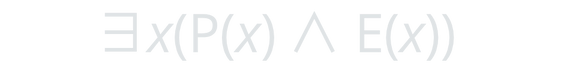 ∃x(P(x) ∧ E(x))